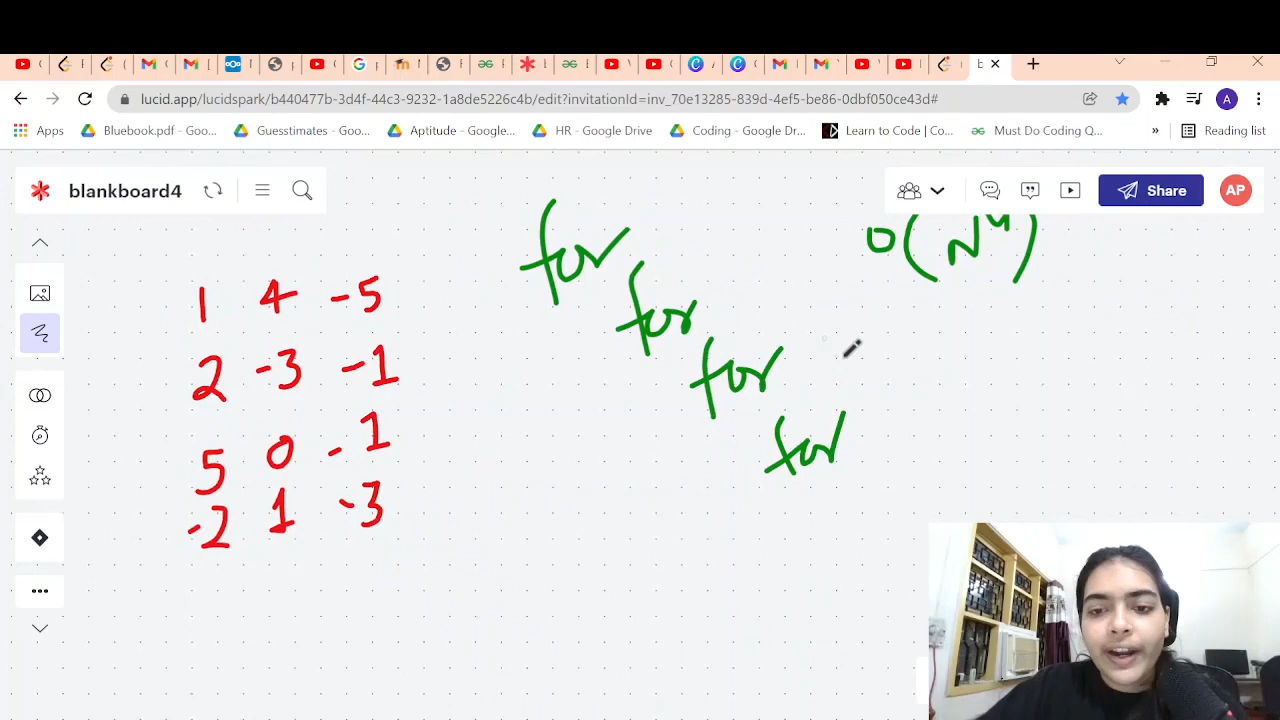 lucid.app/lucidspark/b440477b-3d4f-44c3-9232-1a8de5226c4b/edit?invitationId=inv_70e13285-839d-4ef5-be86-0dbf050ce43d#
A
Apps
Bluebook.pdf - Goo...
Guesstimates - Goo...
Aptitude - Google...
HR - Google Drive
Coding - Google Dr...
Learn to Code | Co...
Must Do Coding Q...
»
Reading list
blankboard4
Share
AP
for
O(N4)
for
for
for
1 4 -5
2 -3 -1
5 0 -1
-2 1 -3